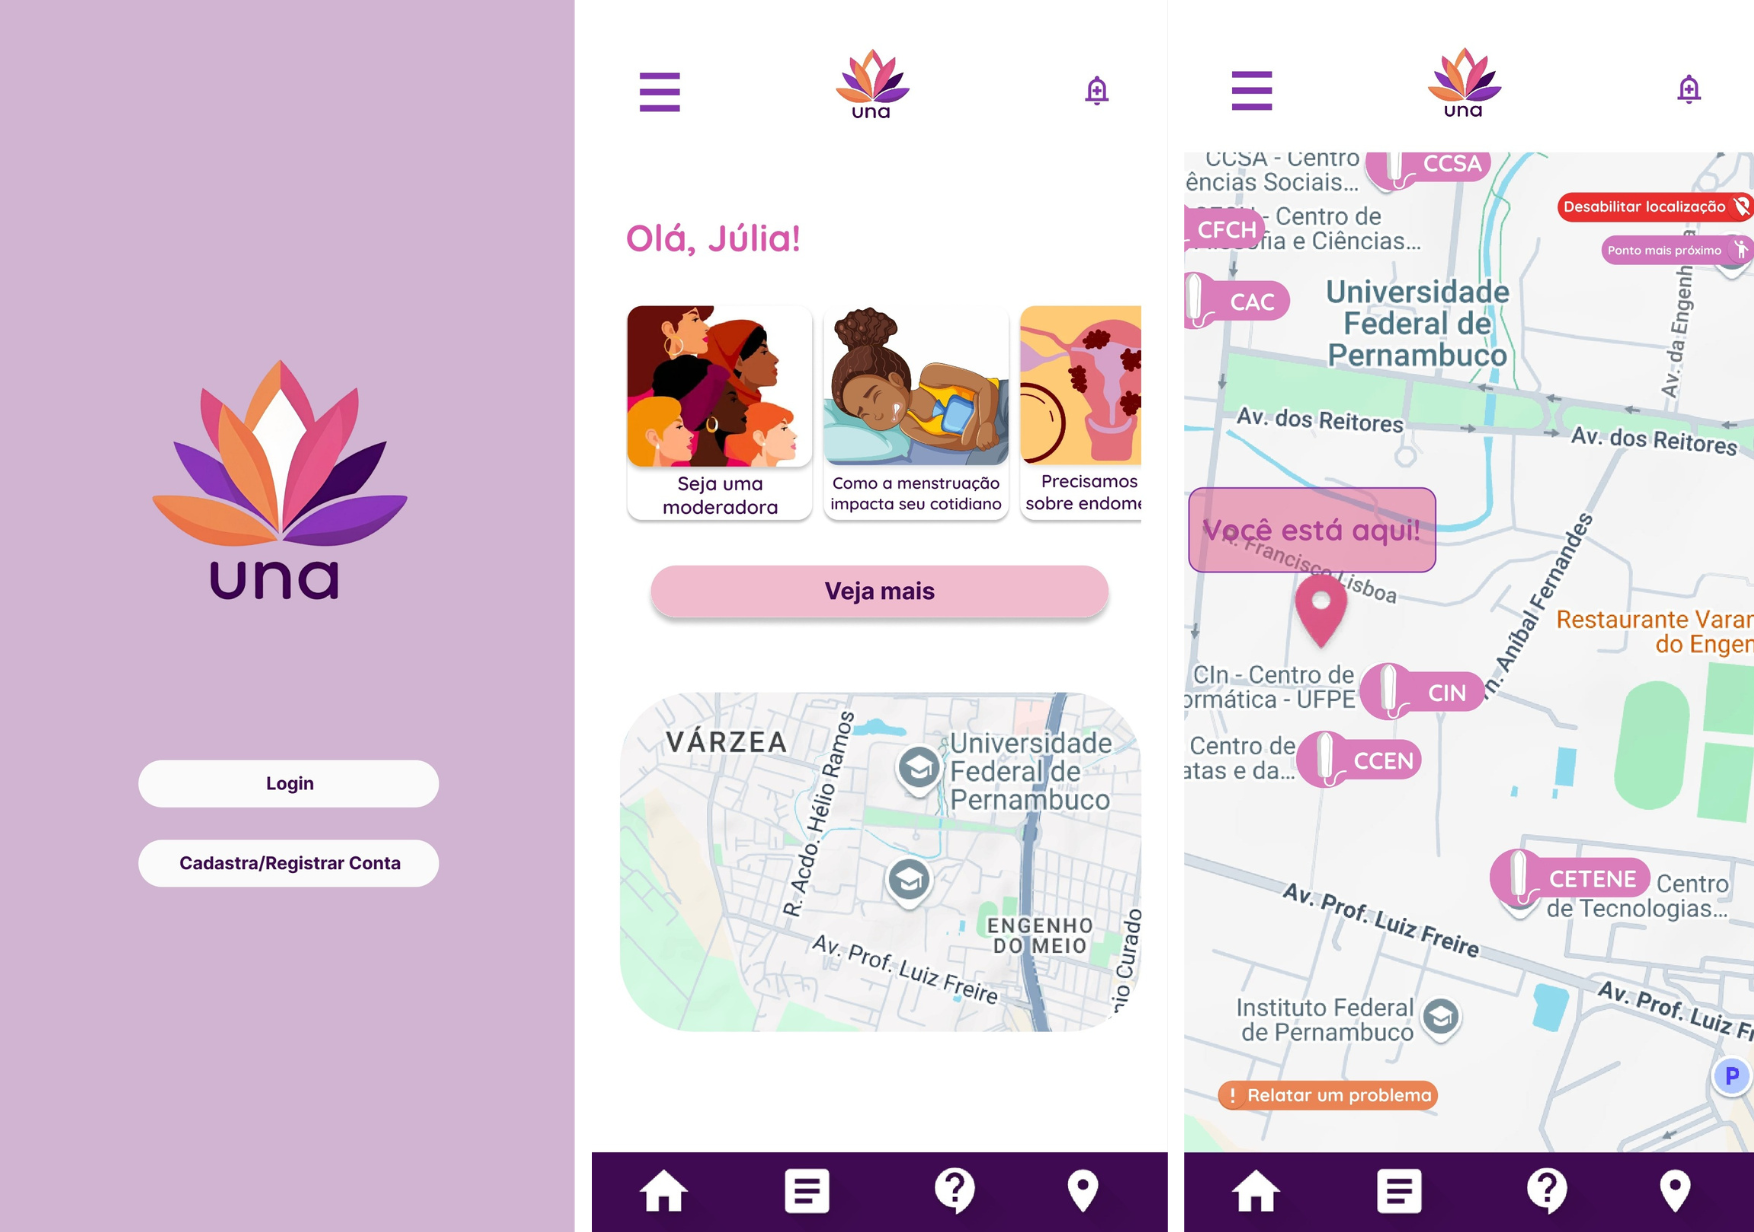 una
Login
Cadastra/Registrar Conta
una
Olá, Júlia!
Seja uma
moderadora
Como a menstruação
impacta seu cotidiano
Precisamos
sobre endome
Veja mais
VÁRZEA
R. Acdo. Hélio Ramos
Universidade
Federal de
Pernambuco
ENGENHO
DO MEIO
Av. Prof. Luiz Freire
nio Curado
una
CCSA - Centro
ências Sociais...
CCSA
Desabilitar localização
CFCH
- Centro de
fia e Ciências...
Ponto mais próximo
CAC
Universidade
Federal de
Pernambuco
Av. da Engenh
a
Av. dos Reitores
Av. dos Reitores
Você está aqui!
R. Francisco Lisboa
rn. Aníbal Fernandes
Restaurante Varan
do Engen
CIn - Centro de
ormática - UFPE
CIN
Centro de
atas e da...
CCEN
CETENE
Centro
de Tecnologias...
Av. Prof. Luiz Freire
Av. Prof. Luiz Fr
Instituto Federal
de Pernambuco
P
! Relatar um problema